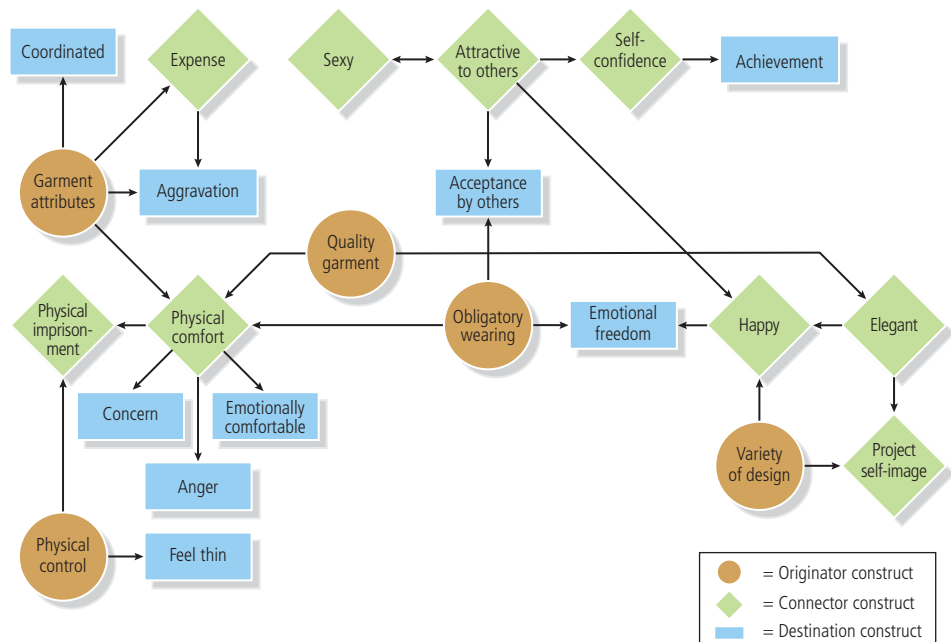 Coordinated
Expense
Sexy
Attractive
to others
Self-
confidence
Achievement
Garment
attributes
Aggravation
Acceptance
by others
Quality
garment
Physical
imprison-
ment
Physical
comfort
Obligatory
wearing
Emotional
freedom
Happy
Elegant
Concern
Emotionally
comfortable
Anger
Variety
of design
Project
self-image
Physical
control
Feel thin
= Originator construct
= Connector construct
= Destination construct